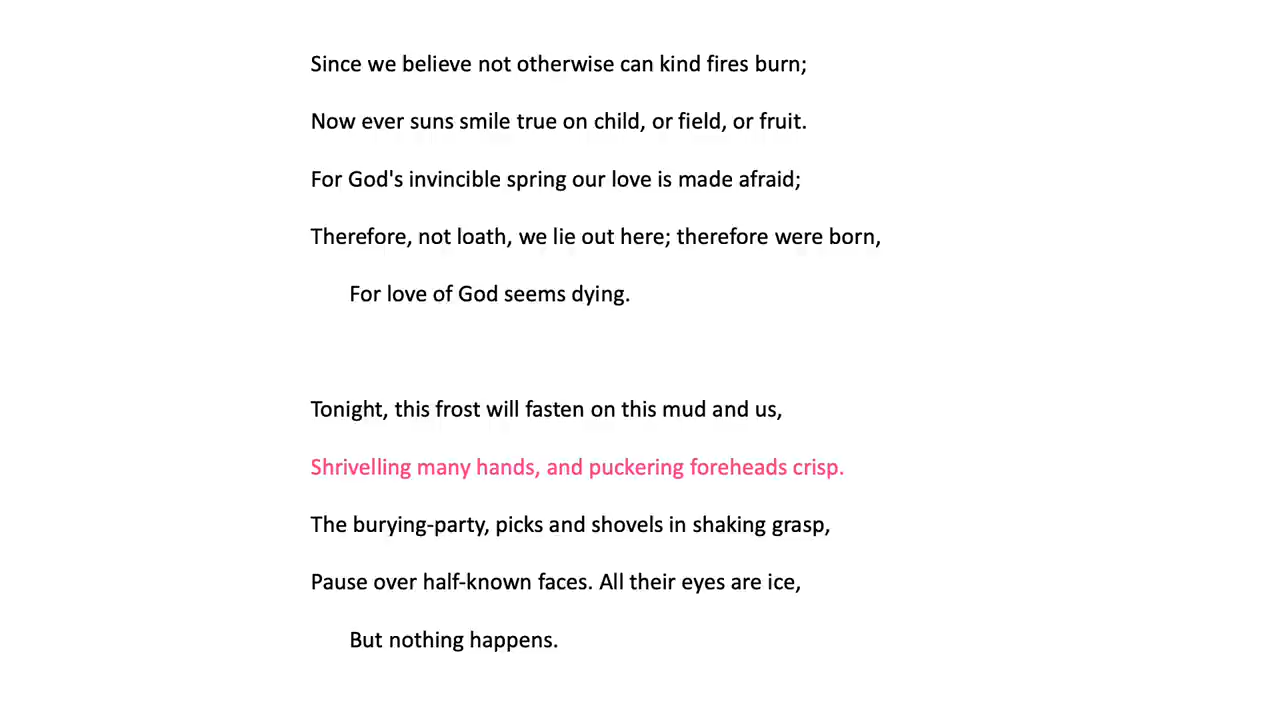 Since we believe not otherwise can kind fires burn;
Now ever suns smile true on child, or field, or fruit.
For God's invincible spring our love is made afraid;
Therefore, not loath, we lie out here; therefore were born,
For love of God seems dying.
Tonight, this frost will fasten on this mud and us,
Shrivelling many hands, and puckering foreheads crisp.
The burying-party, picks and shovels in shaking grasp,
Pause over half-known faces. All their eyes are ice,
But nothing happens.